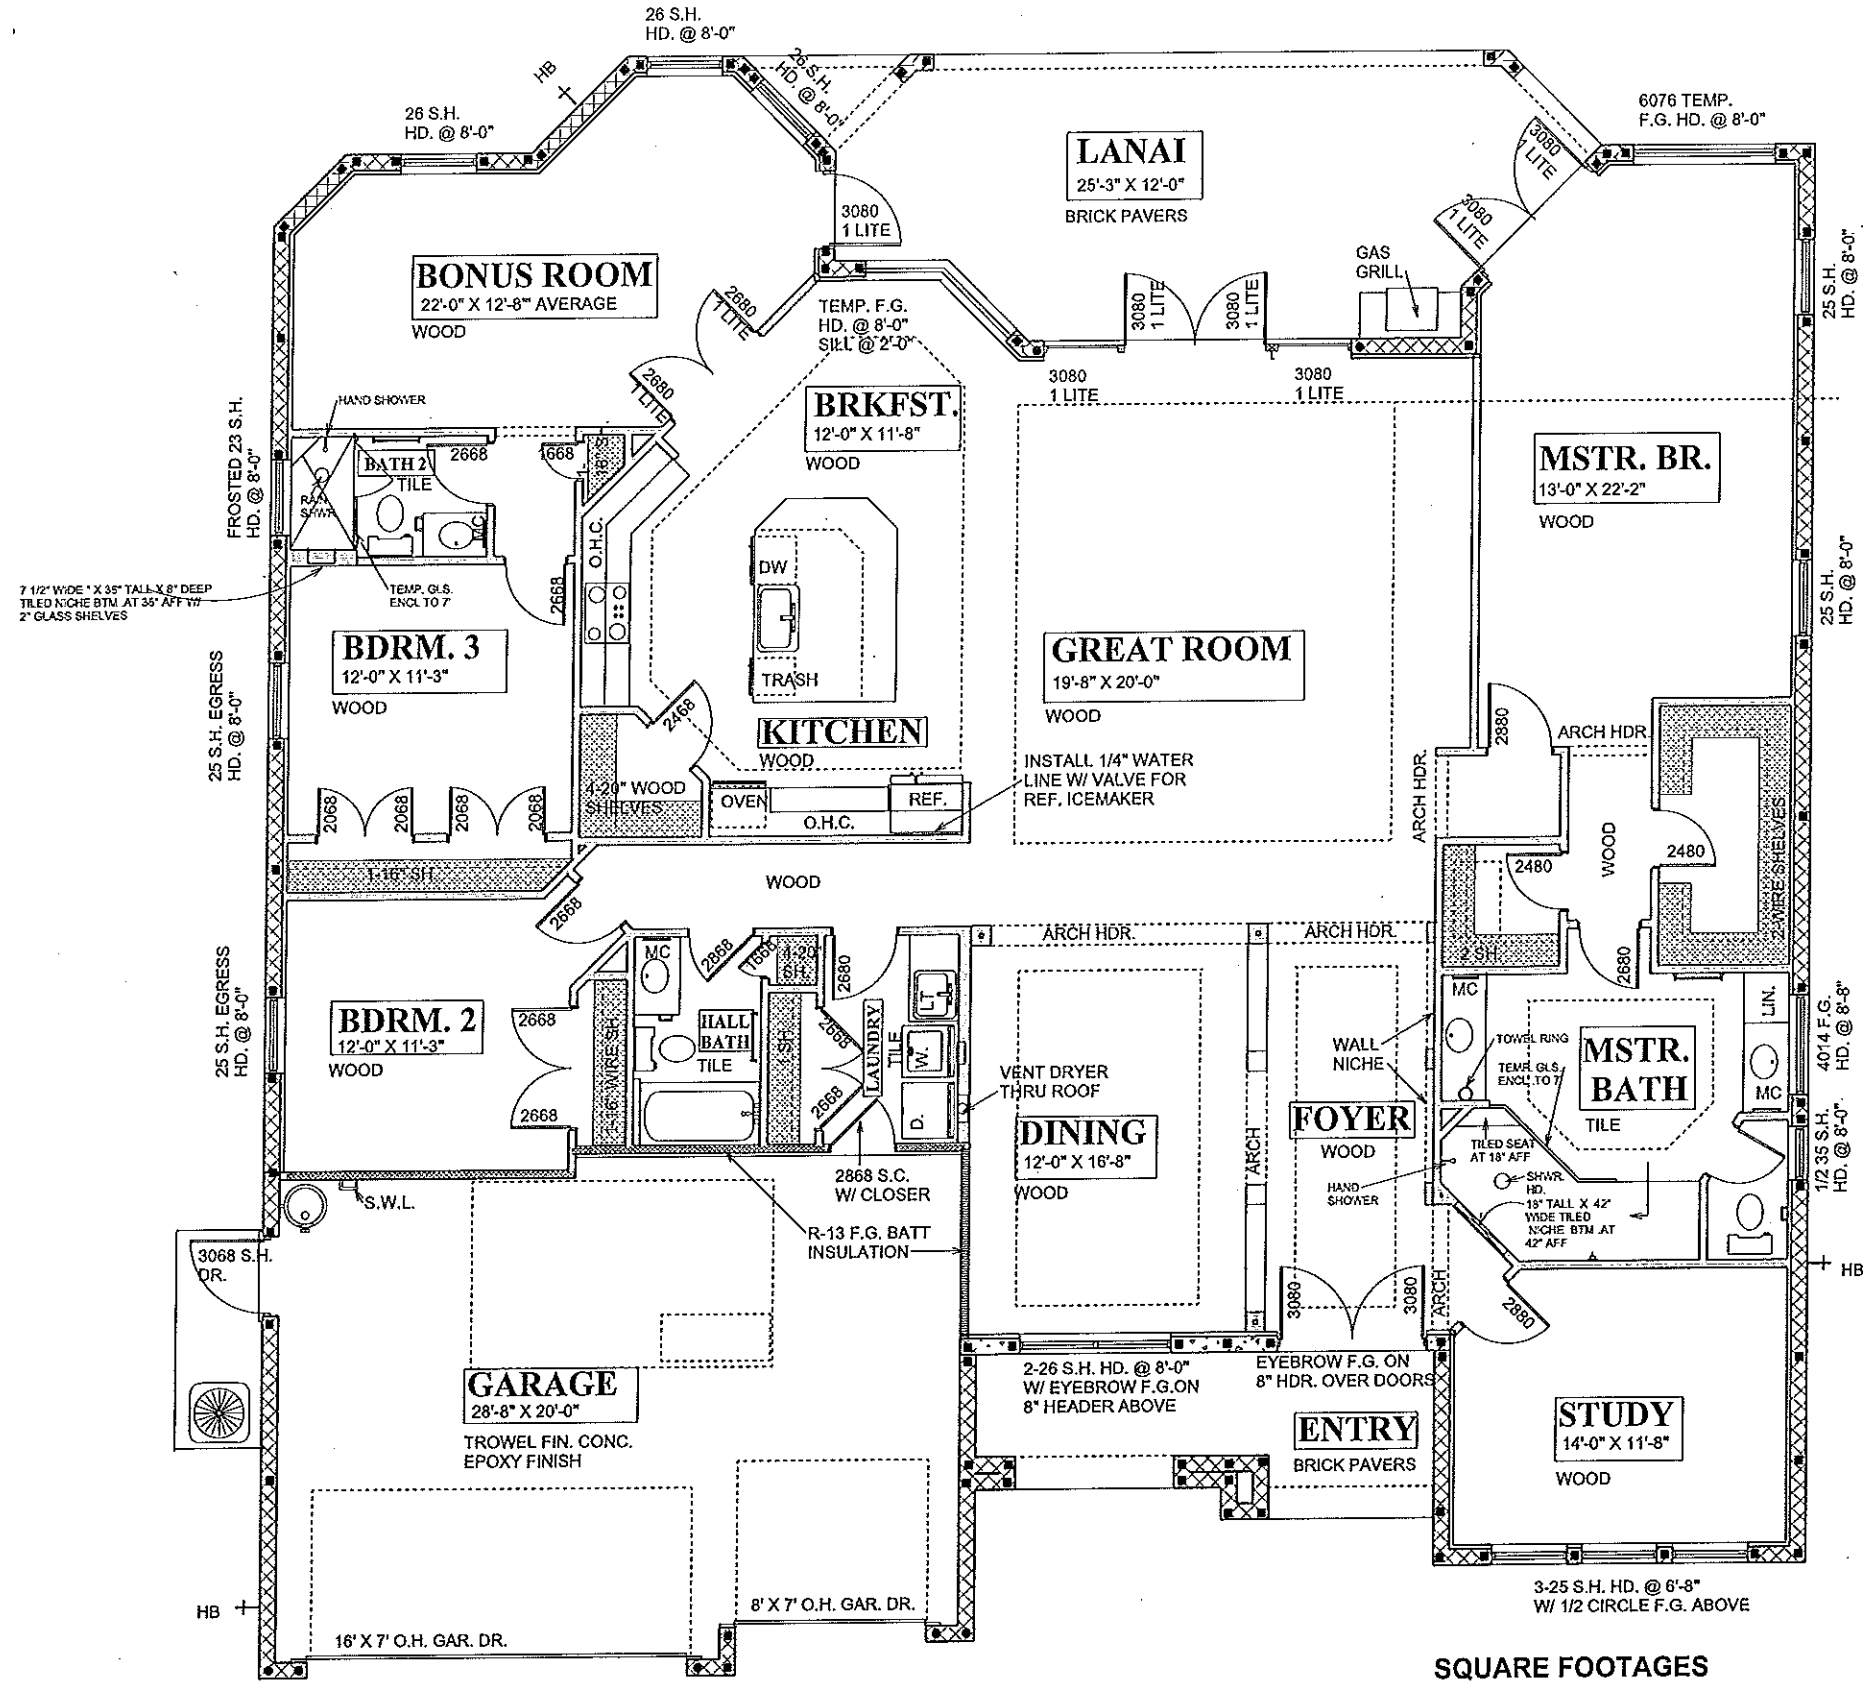 26 S.H.
HD. @ 8'-0"
HB
26 S.H.
HD. @ 8'-0"
26 S.H.
HD. @ 8'-0"
6076 TEMP.
F.G. HD. @ 8'-0"
3080
1 LITE
LANAI
25'-3" X 12'-0"
BRICK PAVERS
3080
1 LITE
3080
1 LITE
GAS
GRILL
25 S.H.
HD. @ 8'-0"
BONUS ROOM
22'-0" X 12'-8"" AVERAGE
WOOD
2680
1 LITE
2680
1 LITE
TEMP. F.G.
HD. @ 8'-0"
SILL @ 2'-0"
3080
1 LITE
3080
1 LITE
3080
1 LITE
3080
1 LITE
HAND SHOWER
FROSTED 23 S.H.
HD. @ 8'-0"
BATH 2
TILE
2668
1668
RAIN
SHWR
MC
BRKFST.
12'-0" X 11'-8"
WOOD
MSTR. BR.
13'-0" X 22'-2"
WOOD
O.H.C.
DW
TRASH
7 1/2" WIDE " X 35" TALL X 8" DEEP
TILED NICHE BTM .AT 36" AFF W/
2" GLASS SHELVES
TEMP. GLS.
ENCL TO 7'
2668
25 S.H.
HD. @ 8'-0"
BDRM. 3
12'-0" X 11'-3"
WOOD
GREAT ROOM
19'-8" X 20'-0"
WOOD
25 S.H. EGRESS
HD. @ 8'-0"
2468
KITCHEN
WOOD
2880
ARCH HDR.
ARCH HDR.
INSTALL 1/4" WATER
LINE W/ VALVE FOR
REF. ICEMAKER
4-20" WOOD
SHELVES
OVEN
REF.
O.H.C.
2068
2068
2068
2068
WOOD
2480
2480
2 WIRE SHELVES
1-16" SH.
WOOD
2668
ARCH HDR.
ARCH HDR.
2 SH.
2680
MC
2868
1668
4-20"
SH.
2680
LT
MC
LIN.
25 S.H. EGRESS
HD. @ 8'-0"
BDRM. 2
12'-0" X 11'-3"
WOOD
2668
2668
1-16" WIRE SH.
HALL
BATH
TILE
SH.
2668
2668
LAUNDRY
TILE
W.
D.
VENT DRYER
THRU ROOF
WALL
NICHE
TOWEL RING
TEMP. GLS.
ENCL TO 7'
MSTR.
BATH
TILE
MC
4014 F.G.
HD. @ 8'-8"
1/2 35 S.H.
HD. @ 8'-0"
DINING
12'-0" X 16'-8"
WOOD
ARCH
FOYER
WOOD
TILED SEAT
AT 18" AFF
HAND
SHOWER
SHWR.
HD.
18" TALL X 42"
WIDE TILED
NICHE BTM .AT
42" AFF
2868 S.C.
W/ CLOSER
S.W.L.
R-13 F.G. BATT
INSULATION
3068 S.H.
DR.
HB
3080
3080
ARCH
2880
2-26 S.H. HD. @ 8'-0"
W/ EYEBROW F.G.ON
8" HEADER ABOVE
EYEBROW F.G. ON
8" HDR. OVER DOORS
GARAGE
28'-8" X 20'-0"
TROWEL FIN. CONC.
EPOXY FINISH
ENTRY
BRICK PAVERS
STUDY
14'-0" X 11'-8"
WOOD
HB
16' X 7' O.H. GAR. DR.
8' X 7' O.H. GAR. DR.
3-25 S.H. HD. @ 6'-8"
W/ 1/2 CIRCLE F.G. ABOVE
SQUARE FOOTAGES